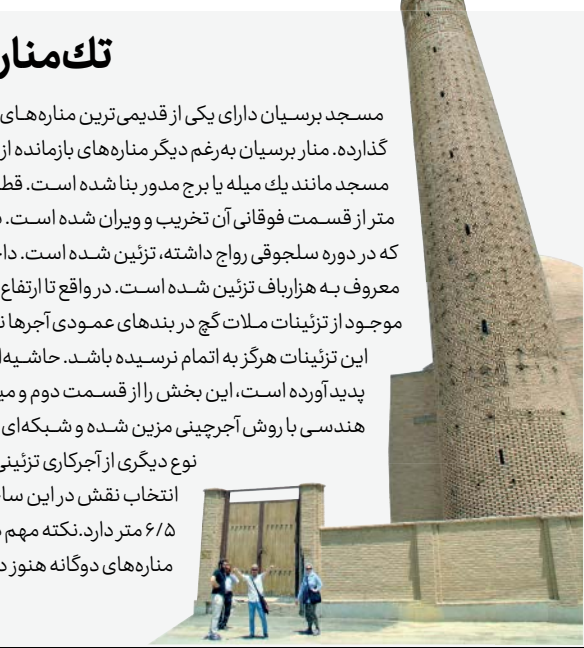 تك‌منار
مسجد برسیان دارای یکی از قدیمی‌ترین مناره‌های
گذارده. منار برسیان به‌رغم دیگر مناره‌های بازمانده از
مسجد مانند یك میله یا برج مدور بنا شده است. قط
متر از قسمت فوقانی آن تخریب و ویران شده است.
که در دوره سلجوقی رواج داشته، تزئین شده است. داخ
معروف به هزارباف تزئین شده است. در واقع تا ارتفاع
موجود از تزئینات ملات گچ در بندهای عمودی آجرها
این تزئینات هرگز به اتمام نرسیده باشد. حاشیه‌ا
پدید آورده است، این بخش را از قسمت دوم و می
هندسی با روش آجرچینی مزین شده و شبکه‌ای
نوع دیگری از آجرکاری تزئینی
انتخاب نقش در این سا
۶/۵ متر دارد.نکته مهم
مناره‌های دوگانه هنوز د